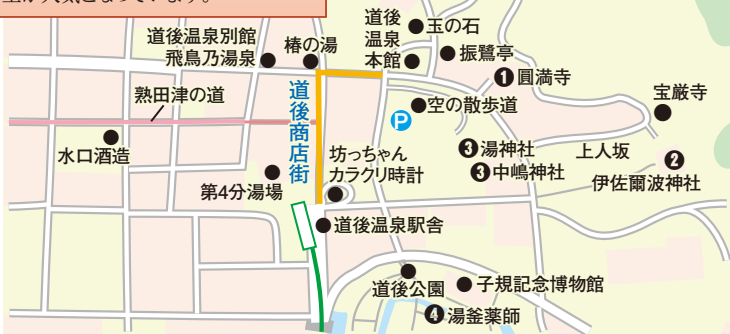 道後温泉別館
飛鳥乃湯泉
椿の湯
道後
温泉
本館
玉の石
振鷺亭
❶圓満寺
熟田津の道
道後商店街
P
空の散歩道
宝厳寺
水口酒造
坊っちゃん
カラクリ時計
❸湯神社
❸中嶋神社
上人坂
❷
伊佐爾波神社
第4分湯場
道後温泉駅舎
道後公園
子規記念博物館
❹湯釜薬師